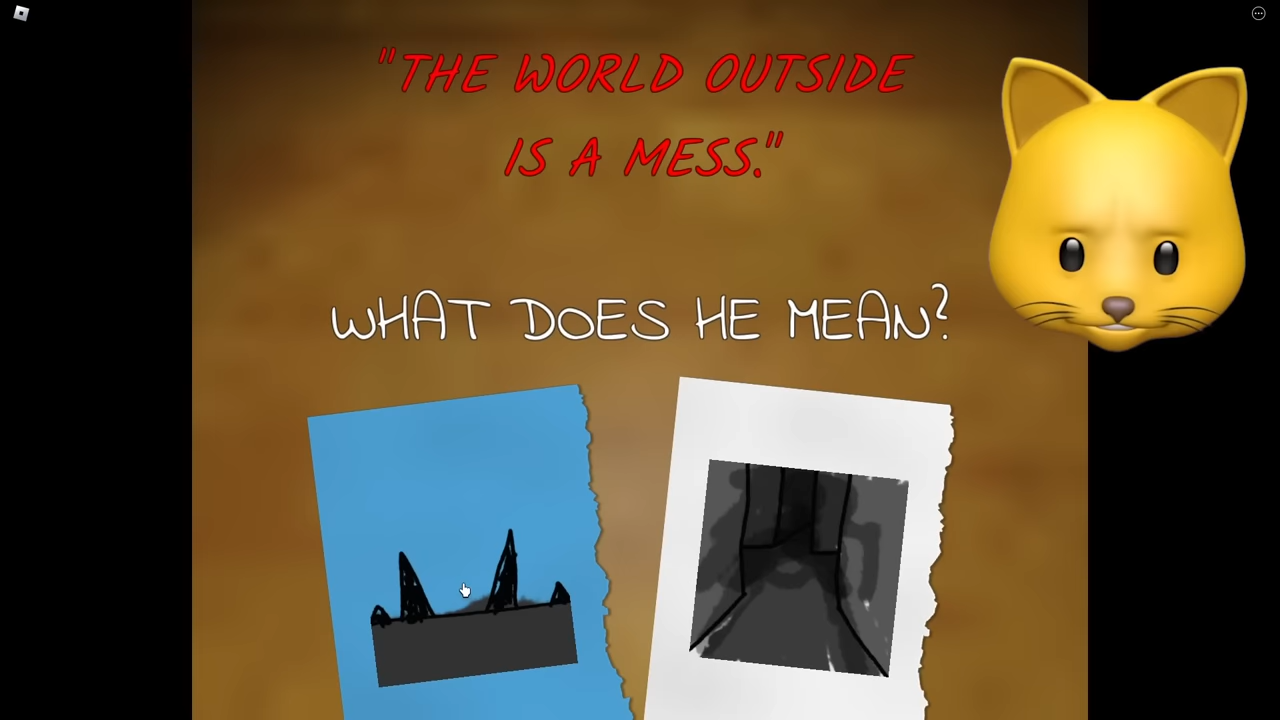 "THE WORLD OUTSIDE
IS A MESS."
WHAT DOES HE MEAN?